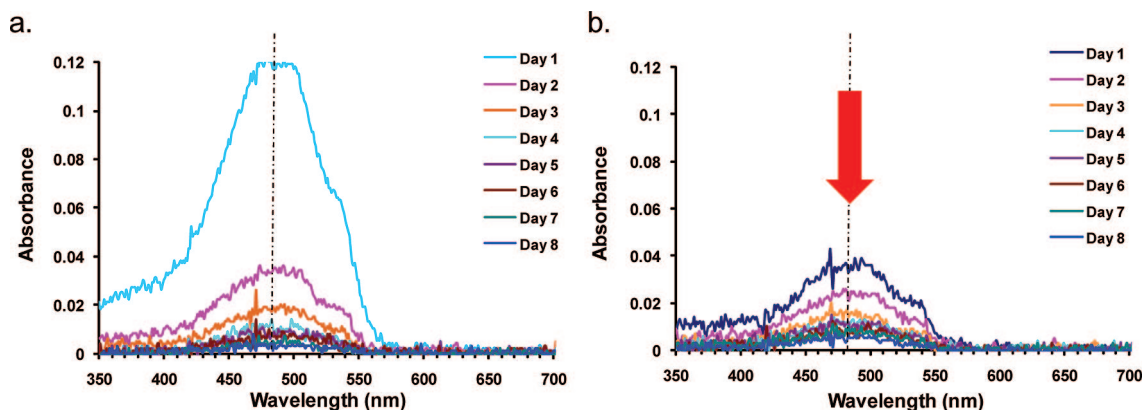 a.
0.12
0.1
0.08
0.06
0.04
0.02
0
Absorbance
350 400 450 500 550 600 650 700
Wavelength (nm)
Day 1
Day 2
Day 3
Day 4
Day 5
Day 6
Day 7
Day 8
b.
0.12
0.1
0.08
0.06
0.04
0.02
0
Absorbance
350 400 450 500 550 600 650 700
Wavelength (nm)
Day 1
Day 2
Day 3
Day 4
Day 5
Day 6
Day 7
Day 8